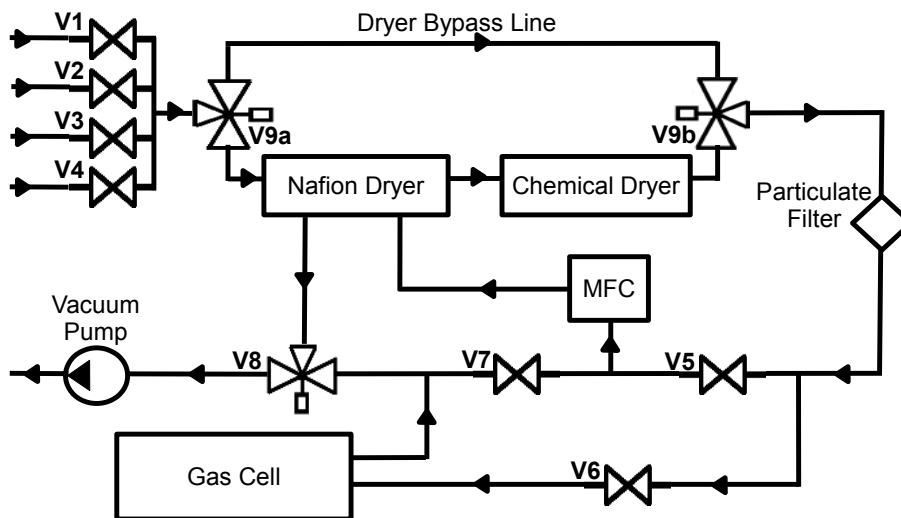 V1
Dryer Bypass Line
V2
V3
V9a
V9b
V4
Nafion Dryer
Chemical Dryer
Particulate
Filter
MFC
Vacuum
Pump
V8
V7
V5
Gas Cell
V6